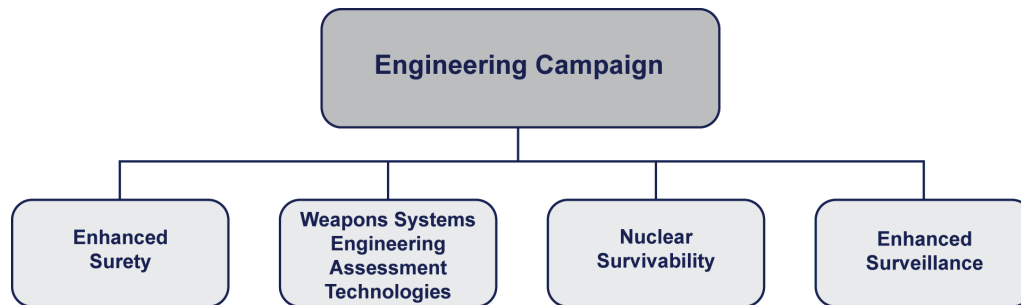 Engineering Campaign
Enhanced
Surety
Weapons Systems
Engineering
Assessment
Technologies
Nuclear
Survivability
Enhanced
Surveillance